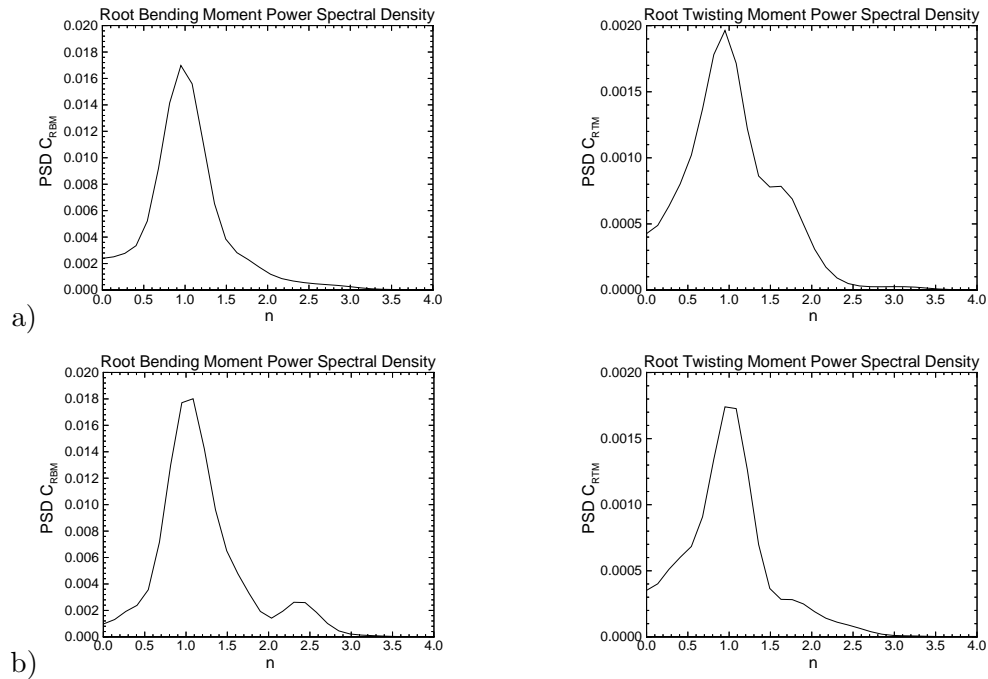 Root Bending Moment Power Spectral Density
0.020
0.018
0.016
0.014
0.012
0.010
0.008
0.006
0.004
0.002
0.000
PSD C_RBM
0.0 0.5 1.0 1.5 2.0 2.5 3.0 3.5 4.0
n
Root Twisting Moment Power Spectral Density
0.0020
0.0015
0.0010
0.0005
0.0000
PSD C_RTM
0.0 0.5 1.0 1.5 2.0 2.5 3.0 3.5 4.0
n
a)
Root Bending Moment Power Spectral Density
0.020
0.018
0.016
0.014
0.012
0.010
0.008
0.006
0.004
0.002
0.000
PSD C_RBM
0.0 0.5 1.0 1.5 2.0 2.5 3.0 3.5 4.0
n
Root Twisting Moment Power Spectral Density
0.0020
0.0015
0.0010
0.0005
0.0000
PSD C_RTM
0.0 0.5 1.0 1.5 2.0 2.5 3.0 3.5 4.0
n
b)